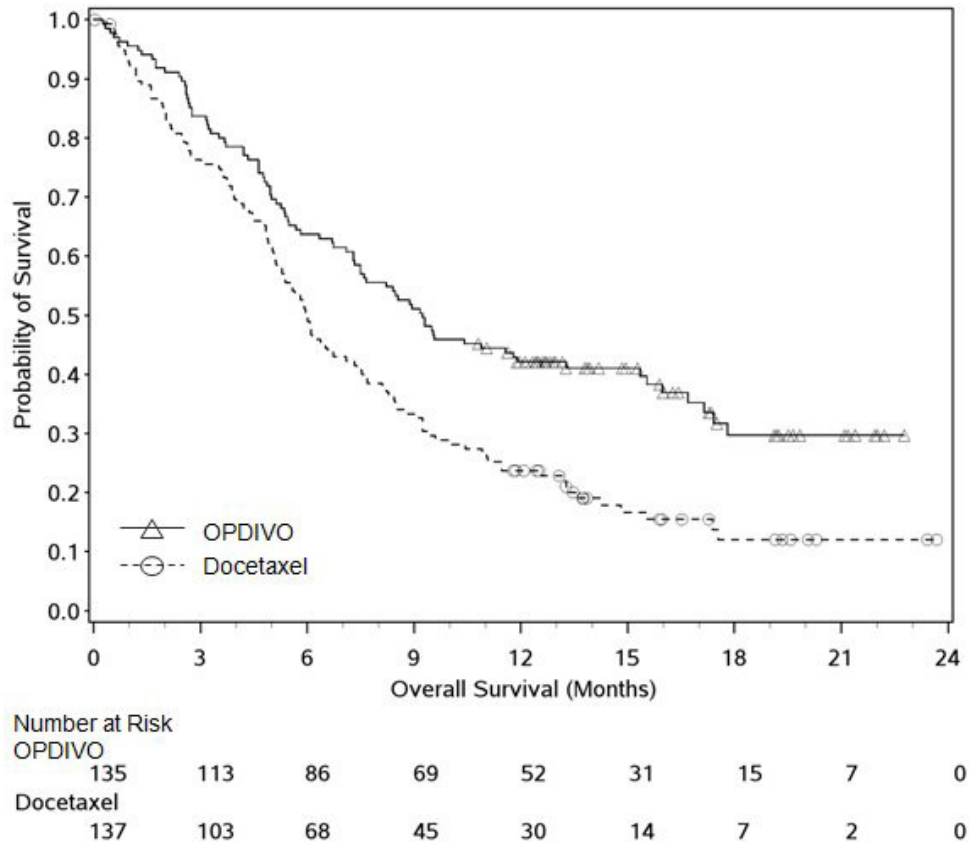 1.0
0.9
0.8
0.7
0.6
0.5
0.4
0.3
0.2
0.1
0.0
Probability of Survival
OPDIVO
Docetaxel
0 3 6 9 12 15 18 21 24
Overall Survival (Months)
Number at Risk
OPDIVO
135 113 86 69 52 31 15 7 0
Docetaxel
137 103 68 45 30 14 7 2 0